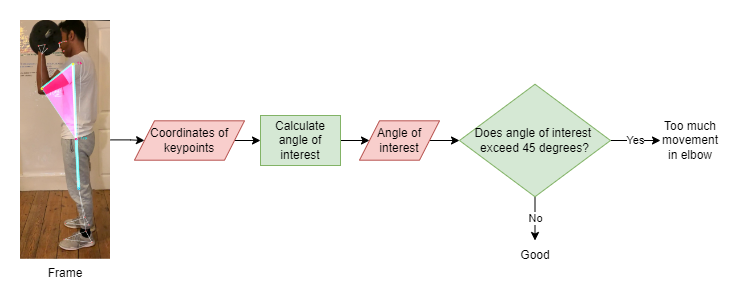 Frame
Coordinates of
keypoints
Calculate
angle of
interest
Angle of
interest
Does angle of interest
exceed 45 degrees?
Yes
Too much
movement
in elbow
No
Good